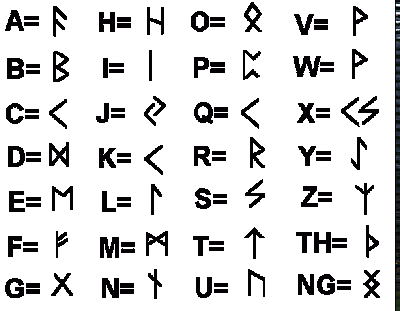 A= ᚨ H= ᚺ O= ᛟ V= ᚹ
B= ᛒ I= ᛁ P= ᛈ W= ᚹ
C= ᚲ J= ᛃ Q= ᚲ X= ᚲᛊ
D= ᛞ K= ᚲ R= ᚱ Y= ᛇ
E= ᛖ L= ᛚ S= ᛊ Z= ᛉ
F= ᚠ M= ᛗ T= ᛏ TH= ᚦ
G= ᚷ N= ᚾ U= ᚢ NG= ᛝ